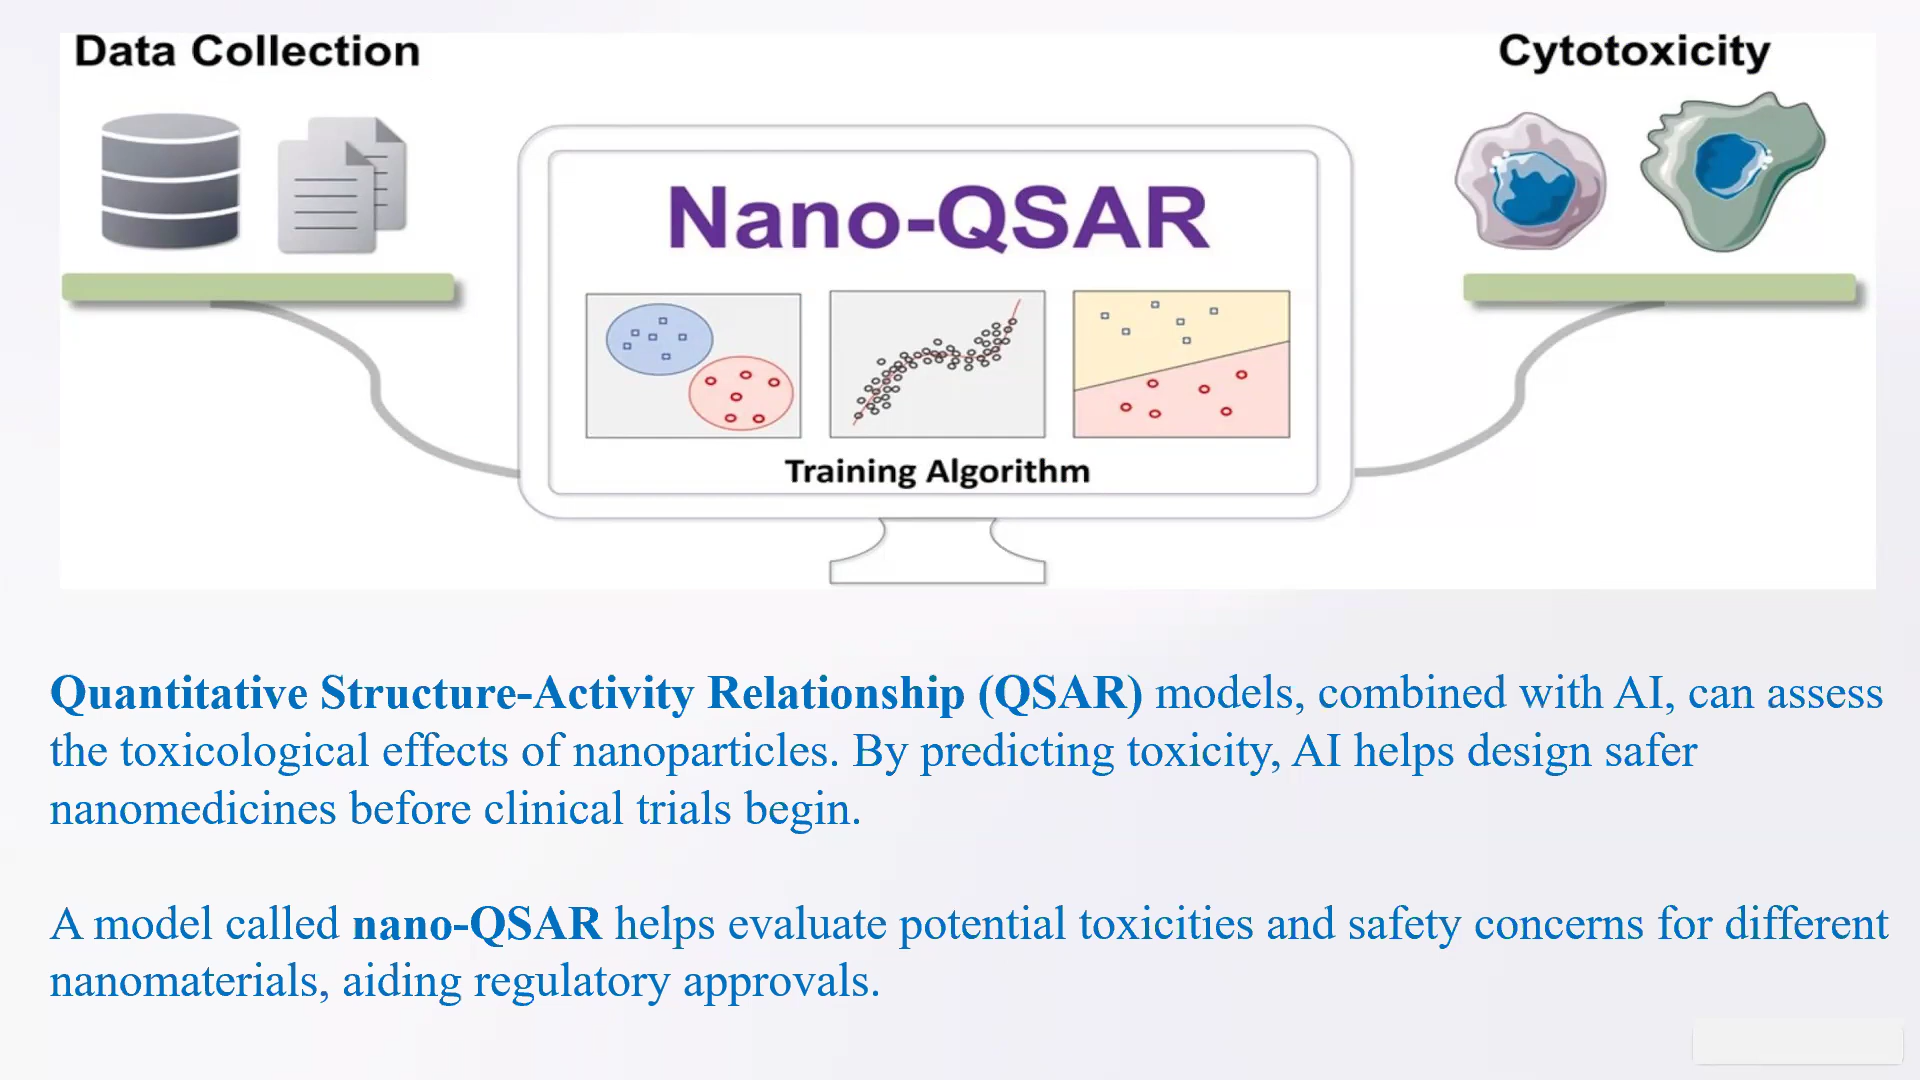 Data Collection
Cytotoxicity
Nano-QSAR
Training Algorithm
Quantitative Structure-Activity Relationship (QSAR) models, combined with AI, can assess
the toxicological effects of nanoparticles. By predicting toxicity, AI helps design safer
nanomedicines before clinical trials begin.
A model called nano-QSAR helps evaluate potential toxicities and safety concerns for different
nanomaterials, aiding regulatory approvals.